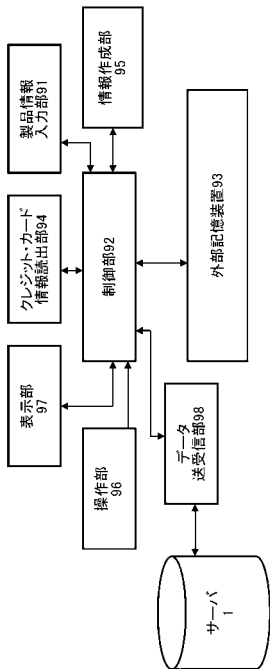 表示部
97
クレジット・カード
情報読出部94
製品情報
入力部91
操作部
96
制御部92
情報作成部
95
データ
送受信部98
外部記憶装置93
サーバ
1